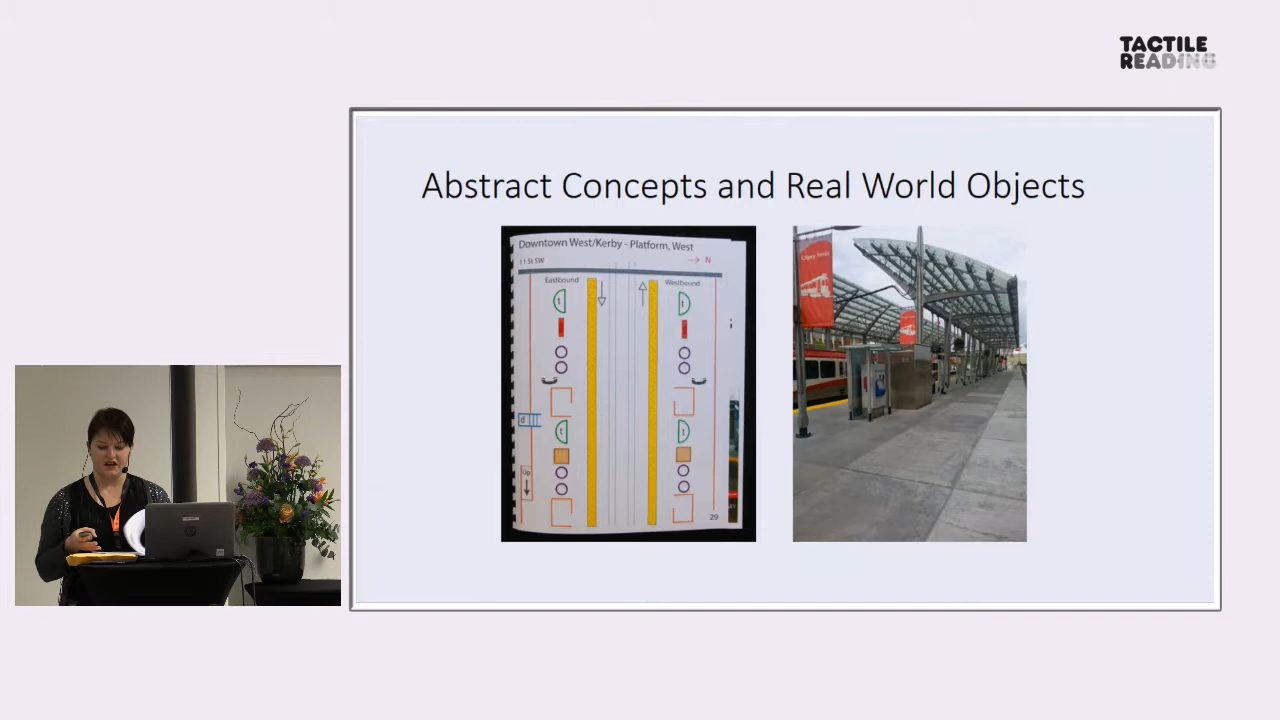 TACTILE
READING
Abstract Concepts and Real World Objects
Downtown West/Kerby - Platform, West
11 St SW
N
Eastbound
Westbound
t
t
d
t
t
Up
29